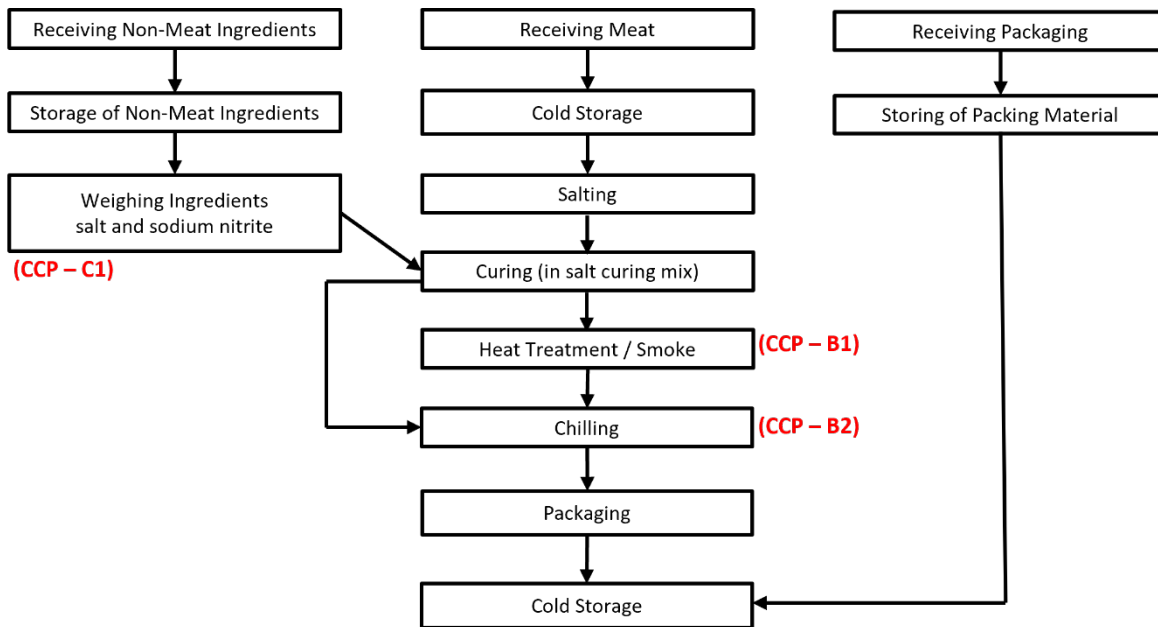 Receiving Non-Meat Ingredients
Receiving Meat
Receiving Packaging
Storage of Non-Meat Ingredients
Cold Storage
Storing of Packing Material
Weighing Ingredients
salt and sodium nitrite
(CCP – C1)
Salting
Curing (in salt curing mix)
Heat Treatment / Smoke
(CCP – B1)
Chilling
(CCP – B2)
Packaging
Cold Storage